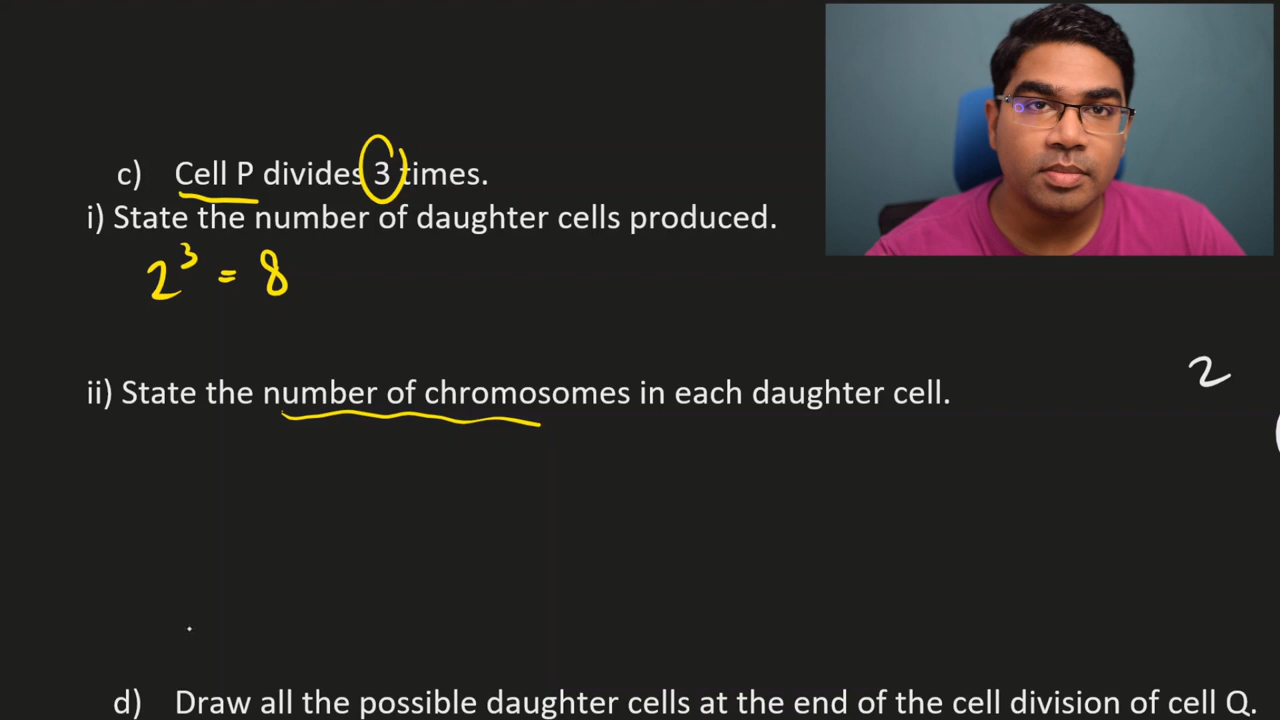 c) Cell P divides 3 times.
i) State the number of daughter cells produced.
2³ = 8
ii) State the number of chromosomes in each daughter cell.
2
d) Draw all the possible daughter cells at the end of the cell division of cell Q.